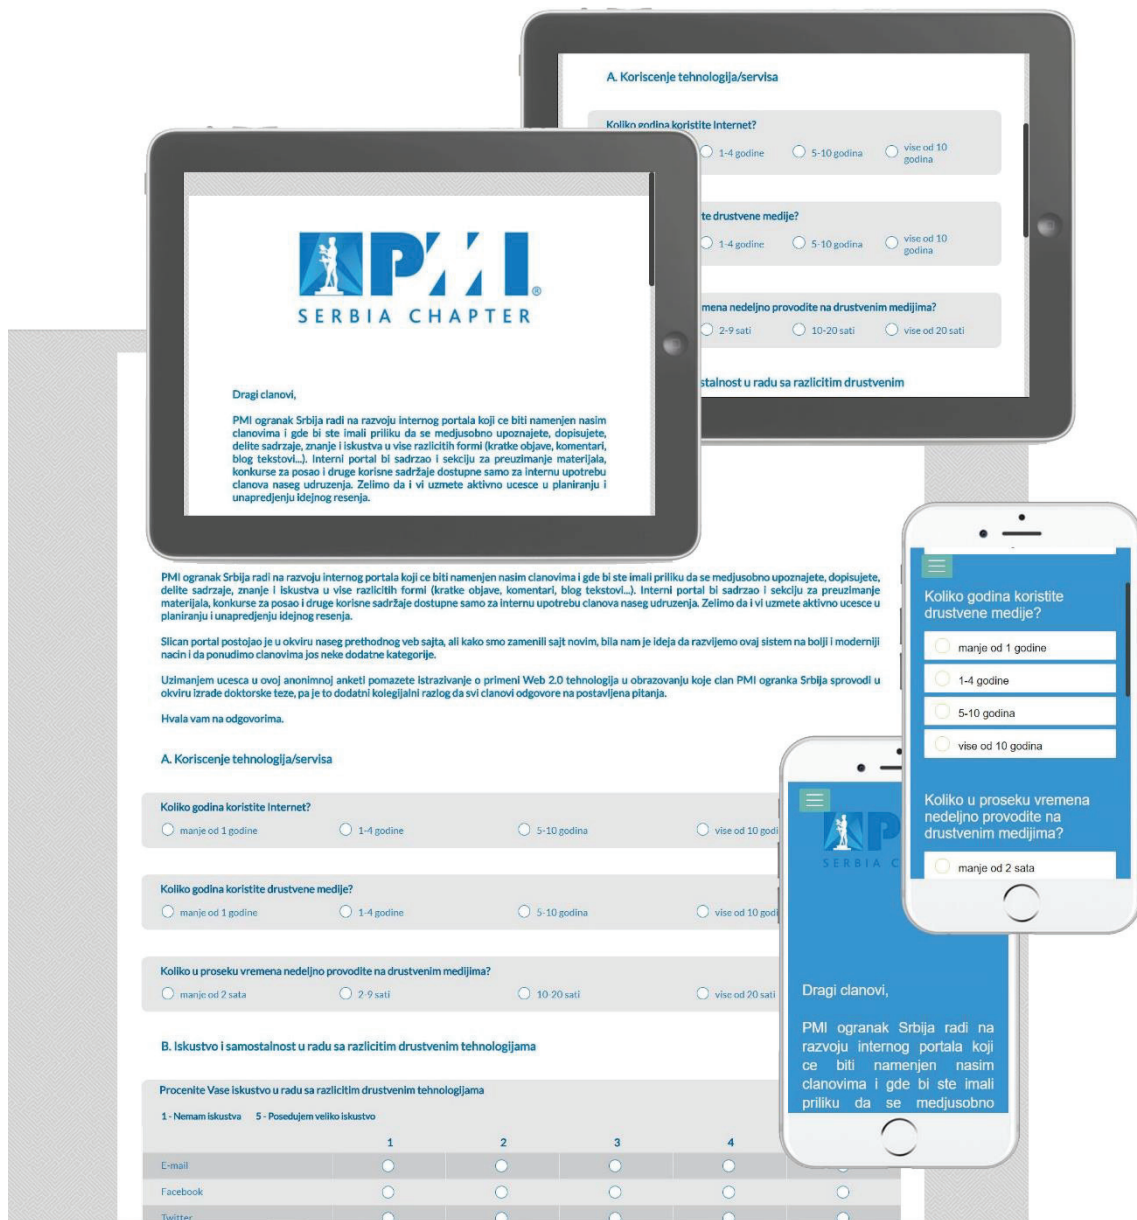 A. Koriscenje tehnologija/servisa
Koliko godina koristite Internet?
1-4 godine
5-10 godina
vise od 10
godina
te drustvene medije?
1-4 godine
5-10 godina
vise od 10
godina
mena nedeljno provodite na drustvenim medijima?
2-9 sati
10-20 sati
vise od 20 sati
stalnost u radu sa razlicitim drustvenim
PMI®
SERBIA CHAPTER
Dragi clanovi,
PMI ogranak Srbija radi na razvoju internog portala koji ce biti namenjen nasim
clanovima i gde bi ste imali priliku da se medjusobno upoznajete, dopisujete,
delite sadrzaje, znanje i iskustva u vise razlicitih formi (kratke objave, komentari,
blog tekstovi...). Interni portal bi sadrzao i sekciju za preuzimanje materijala,
konkurse za posao i druge korisne sadržaje dostupne samo za internu upotrebu
clanova naseg udruzenja. Zelimo da i vi uzmete aktivno ucesce u planiranju i
unapredjenju idejnog resenja.
PMI ogranak Srbija radi na razvoju internog portala koji ce biti namenjen nasim clanovima i gde bi ste imali priliku da se medjusobno upoznajete, dopisujete,
delite sadrzaje, znanje i iskustva u vise razlicitih formi (kratke objave, komentari, blog tekstovi...). Interni portal bi sadrzao i sekciju za preuzimanje
materijala, konkurse za posao i druge korisne sadržaje dostupne samo za internu upotrebu clanova naseg udruzenja. Zelimo da i vi uzmete aktivno ucesce u
planiranju i unapredjenju idejnog resenja.
Slican portal postojao je u okviru naseg prethodnog veb sajta, ali kako smo zamenili sajt novim, bila nam je ideja da razvijemo ovaj sistem na bolji i moderniji
nacin i da ponudimo clanovima jos neke dodatne kategorije.
Uzimanjem ucesca u ovoj anonimnoj anketi pomazete istrazivanje o primeni Web 2.0 tehnologija u obrazovanju koje clan PMI ogranka Srbija sprovodi u
okviru izrade doktorske teze, pa je to dodatni kolegijalni razlog da svi clanovi odgovore na postavljena pitanja.
Hvala vam na odgovorima.
A. Koriscenje tehnologija/servisa
Koliko godina koristite Internet?
manje od 1 godine
1-4 godine
5-10 godina
vise od 10 godi
Koliko godina koristite drustvene medije?
manje od 1 godine
1-4 godine
5-10 godina
vise od 10 godi
Koliko u proseku vremena nedeljno provodite na drustvenim medijima?
manje od 2 sata
2-9 sati
10-20 sati
vise od 20 sati
B. Iskustvo i samostalnost u radu sa razlicitim drustvenim tehnologijama
Procenite Vase iskustvo u radu sa razlicitim drustvenim tehnologijama
1 - Nemam iskustva 5 - Posedujem veliko iskustvo
1 2 3 4
E-mail
Facebook
Twitter
Koliko godina koristite
drustvene medije?
manje od 1 godine
1-4 godine
5-10 godina
vise od 10 godina
Koliko u proseku vremena
nedeljno provodite na
drustvenim medijima?
manje od 2 sata
P
SERBIA C
Dragi clanovi,
PMI ogranak Srbija radi na
razvoju internog portala koji
ce biti namenjen nasim
clanovima i gde bi ste imali
priliku da se medjusobno